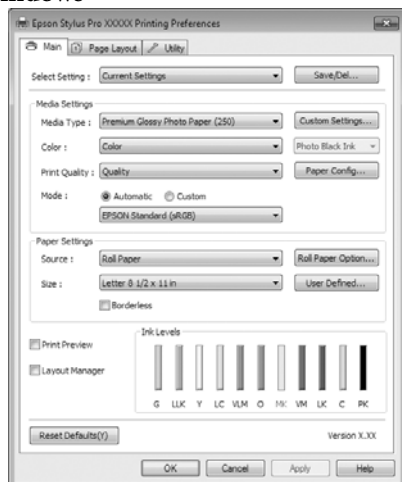 Epson Stylus Pro XXXXX Printing Preferences
Main Page Layout Utility
Select Setting : Current Settings Save/Del...
Media Settings
Media Type : Premium Glossy Photo Paper (250) Custom Settings...
Color : Color Photo Black Ink
Print Quality : Quality Paper Config...
Mode : Automatic Custom
EPSON Standard (sRGB)
Paper Settings
Source : Roll Paper Roll Paper Option...
Size : Letter 8 1/2 x 11 in User Defined...
Borderless
Print Preview
Layout Manager
Ink Levels
G LLK Y LC VLM O MK VM LK C PK
Reset Defaults(Y) Version X.XX
OK Cancel Apply Help